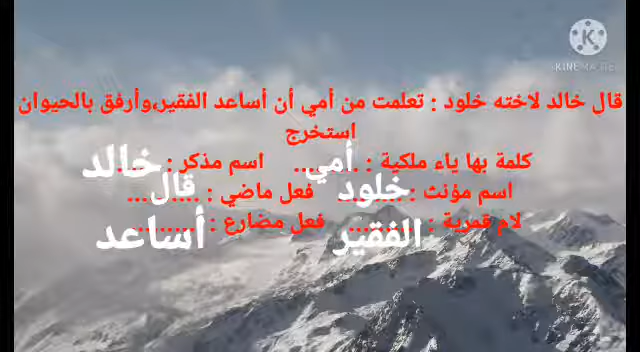 قال خالد لاخته خلود : تعلمت من أمي أن أساعد الفقير،وأرفق بالحيوان
استخرج
كلمة بها ياء ملكية : أمي اسم مذكر : خالد
اسم مؤنث : خلود فعل ماضي : قال
لام قمرية : الفقير فعل مضارع : أساعد
KINEMASTER